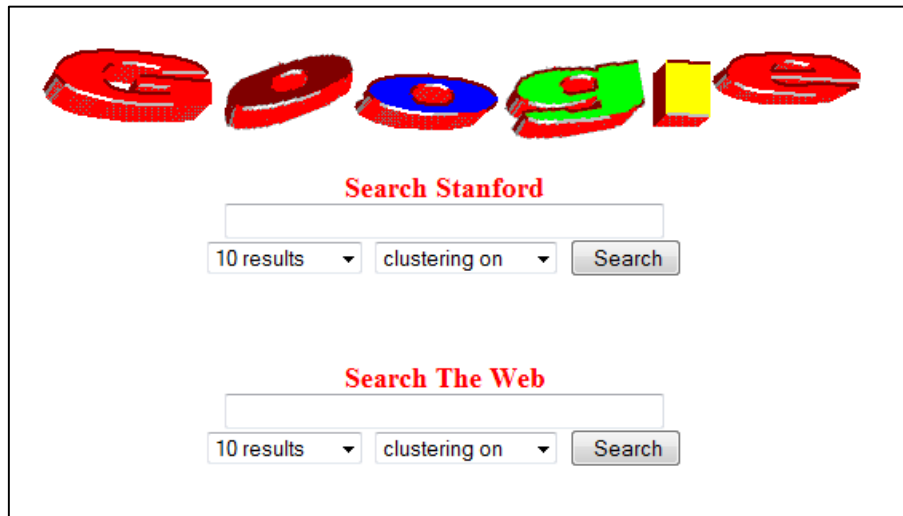 Google
Search Stanford
10 results clustering on Search
Search The Web
10 results clustering on Search